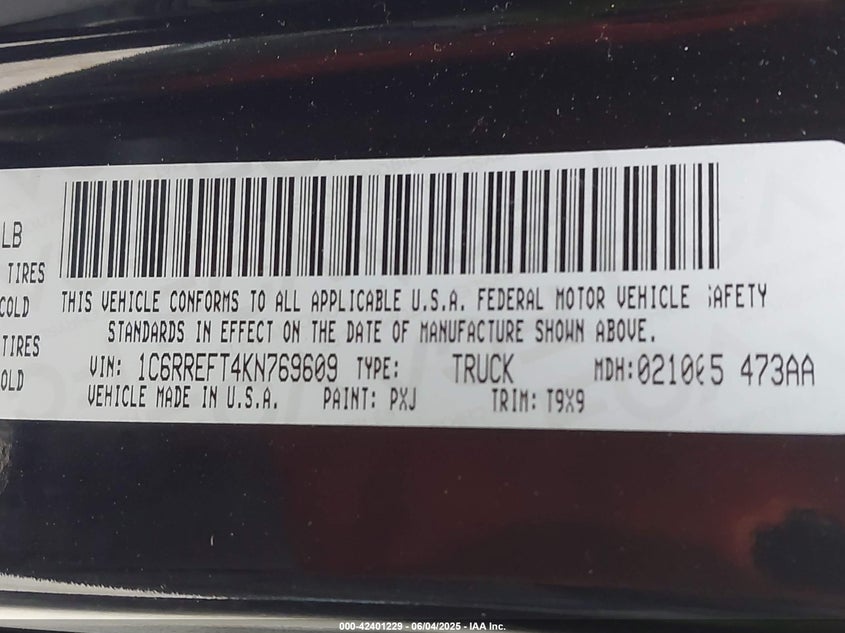 LB
TIRES
COLD
TIRES
OLD
THIS VEHICLE CONFORMS TO ALL APPLICABLE U.S.A. FEDERAL MOTOR VEHICLE SAFETY
STANDARDS IN EFFECT ON THE DATE OF MANUFACTURE SHOWN ABOVE.
VIN: 1C6RREFT4KN769609 TYPE: TRUCK MDH: 473AA
VEHICLE MADE IN U.S.A. PAINT: PXJ TRIM: T9X9
000-42401229 - 06/04/2025 - IAA Inc.